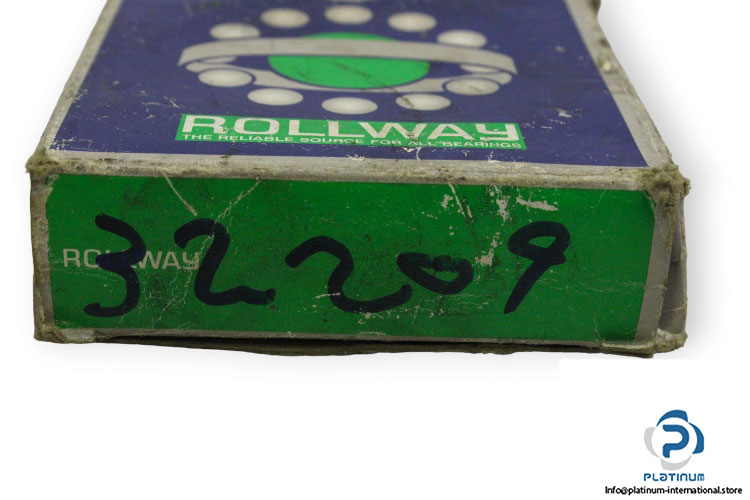 ROLLWAY
THE RELIABLE SOURCE FOR ALL BEARINGS
ROLLWAY
32209
PLATINUM
Info@platinum-international.store